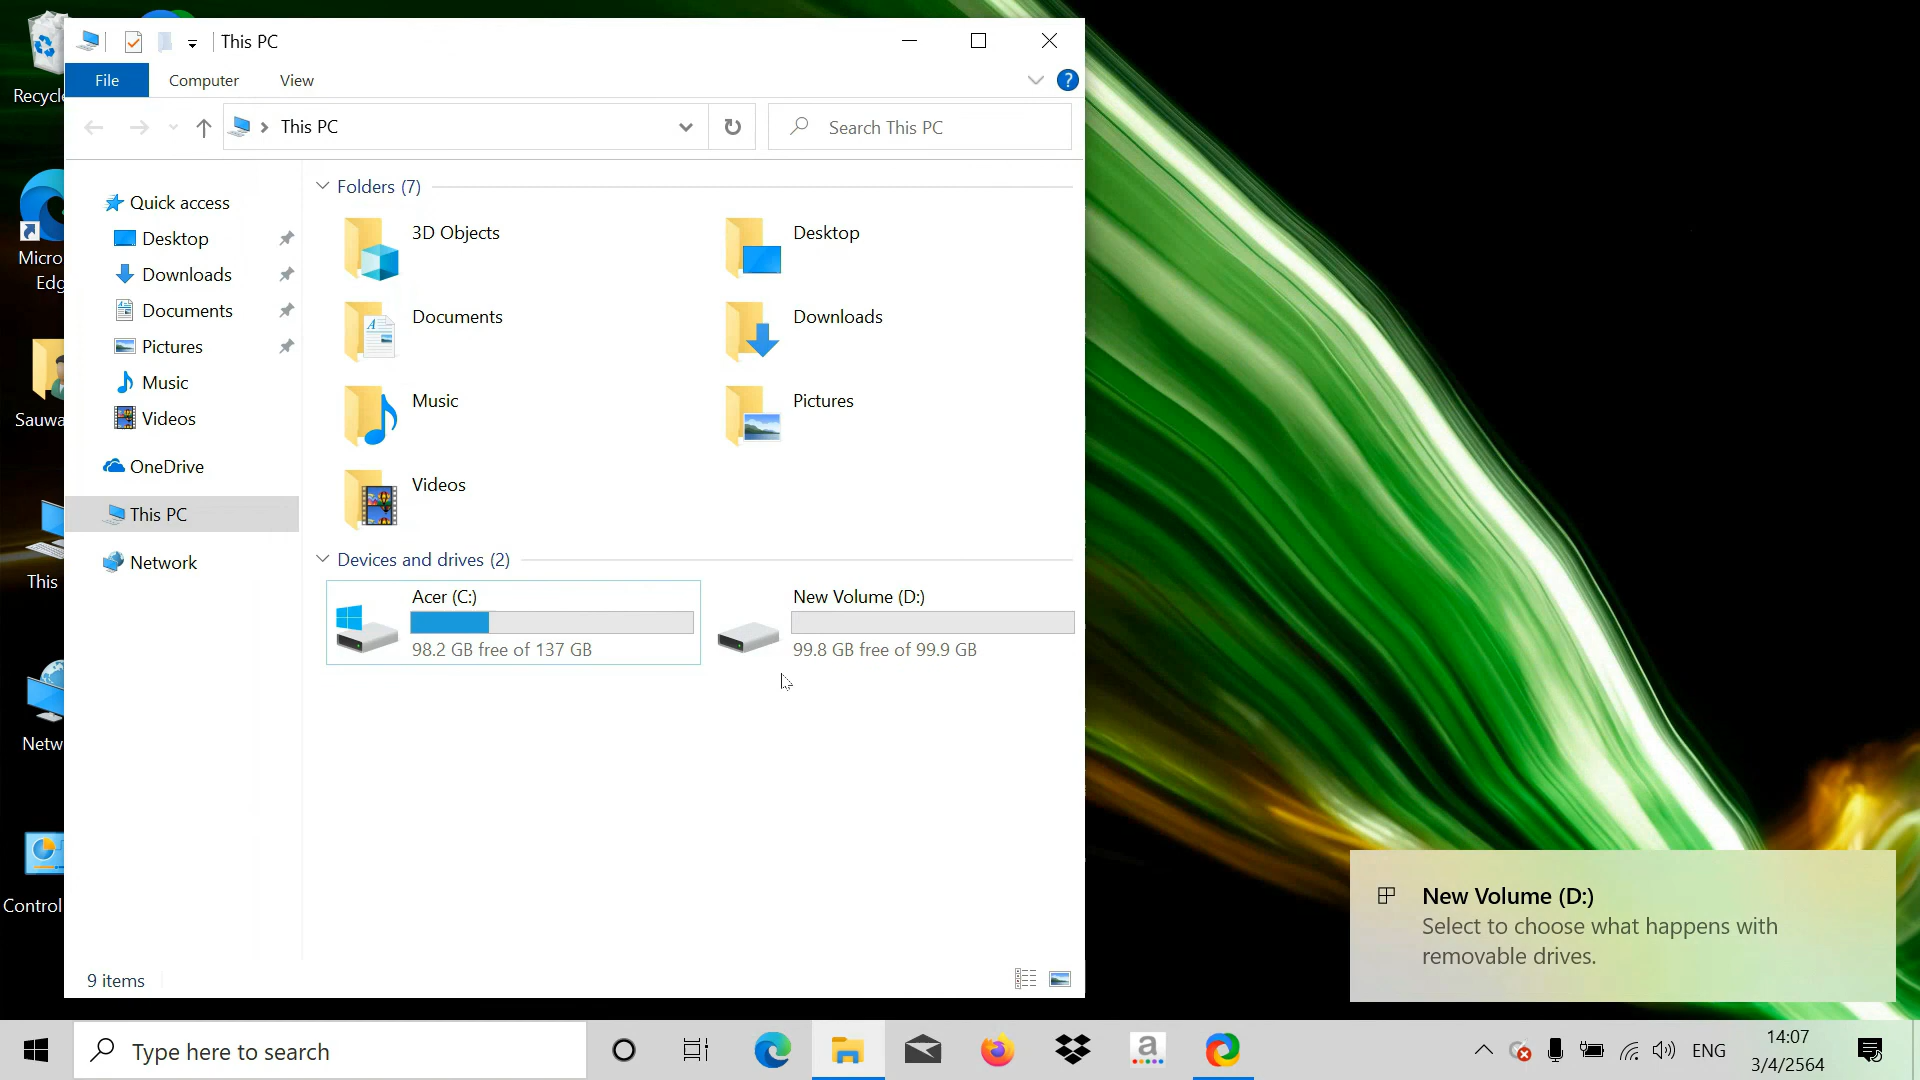 Recycle
Micro
Edg
Sauwa
This
Netw
Control
This PC
File
Computer
View
?
This PC
Search This PC
Quick access
Desktop
Downloads
Documents
Pictures
Music
Videos
OneDrive
This PC
Network
Folders (7)
3D Objects
Desktop
Documents
Downloads
Music
Pictures
Videos
Devices and drives (2)
Acer (C:)
98.2 GB free of 137 GB
New Volume (D:)
99.8 GB free of 99.9 GB
9 items
New Volume (D:)
Select to choose what happens with
removable drives.
Type here to search
a
ENG
14:07
3/4/2564